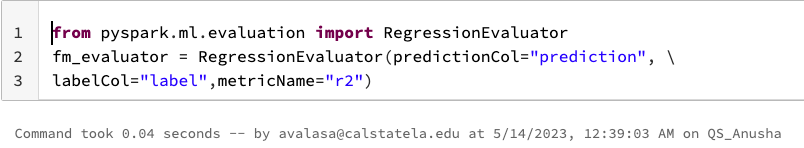 1 from pyspark.ml.evaluation import RegressionEvaluator
2 fm_evaluator = RegressionEvaluator(predictionCol="prediction", \
3 labelCol="label",metricName="r2")
Command took 0.04 seconds -- by avalasa@calstatela.edu at 5/14/2023, 12:39:03 AM on QS_Anusha